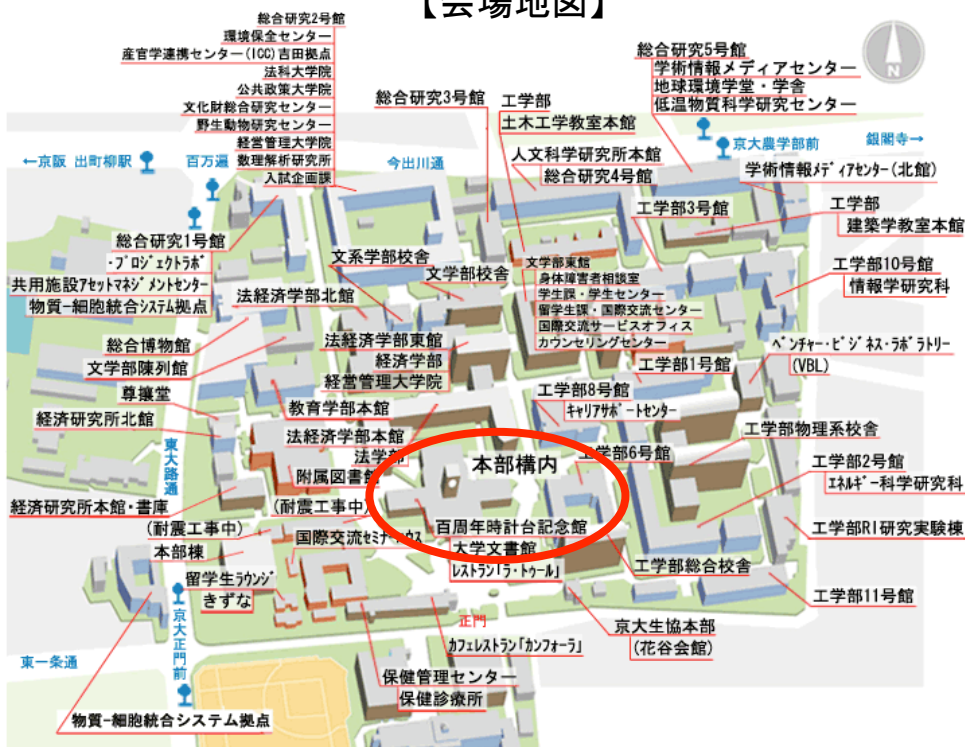 【会場地図】
総合研究2号館
環境保全センター
産官学連携センター(ICC)吉田拠点
法科大学院
公共政策大学院
文化財総合研究センター
野生動物研究センター
経営管理大学院
数理解析研究所
入試企画課
総合研究3号館
工学部
土木工学教室本館
総合研究5号館
学術情報メディアセンター
地球環境学堂・学舎
低温物質科学研究センター
N
←京阪 出町柳駅
百万遍
今出川通
京大農学部前
銀閣寺→
人文科学研究所本館
総合研究4号館
学術情報ﾒﾃﾞｨｱｾﾝﾀｰ(北館)
工学部3号館
工学部
建築学教室本館
総合研究1号館
・ﾌﾟﾛｼﾞｪｸﾄﾗﾎﾞ
共用施設ｱｾｯﾄﾏﾈｼﾞﾒﾝﾄｾﾝﾀｰ
物質-細胞統合システム拠点
文系学部校舎
文学部校舎
文学部東館
身体障害者相談室
学生課・学生センター
留学生課・国際交流センター
国際交流サービスオフィス
カウンセリングセンター
工学部10号館
情報学研究科
法経済学部北館
総合博物館
文学部陳列館
法経済学部東館
経済学部
経営管理大学院
ﾍﾞﾝﾁｬｰ・ﾋﾞｼﾞﾈｽ・ﾗﾎﾞﾗﾄﾘｰ
(VBL)
工学部1号館
尊攘堂
教育学部本館
工学部8号館
ｷｬﾘｱｻﾎﾟｰﾄセンター
経済研究所北館
法経済学部本館
法学部
工学部物理系校舎
東大路通
附属図書館
(耐震工事中)
本部構内
工学部6号館
工学部2号館
ｴﾈﾙｷﾞｰ科学研究科
経済研究所本館・書庫
(耐震工事中)
本部棟
国際交流ｾﾐﾅｰﾊｳｽ
百周年時計台記念館
大学文書館
ﾚｽﾄﾗﾝ｢ラ・トゥール｣
工学部総合校舎
工学部RI研究実験棟
留学生ﾗｳﾝｼﾞ
きずな
工学部11号館
京大正門前
正門
京大生協本部
(花谷会館)
カフェレストラン｢カンフォーラ｣
東一条通
保健管理センター
保健診療所
物質-細胞統合システム拠点